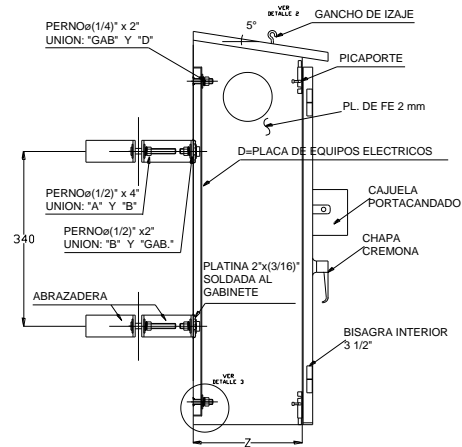 PERNOø(1/4)" x 2"
UNION: "GAB" Y "D"
5°
VER
DETALLE 2
GANCHO DE IZAJE
PICAPORTE
PL. DE FE 2 mm
D=PLACA DE EQUIPOS ELECTRICOS
PERNOø(1/2)" x 4"
UNION: "A" Y "B"
PERNOø(1/2)" x2"
UNION: "B" Y "GAB."
340
CAJUELA
PORTACANDADO
CHAPA
CREMONA
PLATINA 2"x(3/16)"
SOLDADA AL
GABINETE
ABRAZADERA
BISAGRA INTERIOR
3 1/2"
VER
DETALLE 3
Z